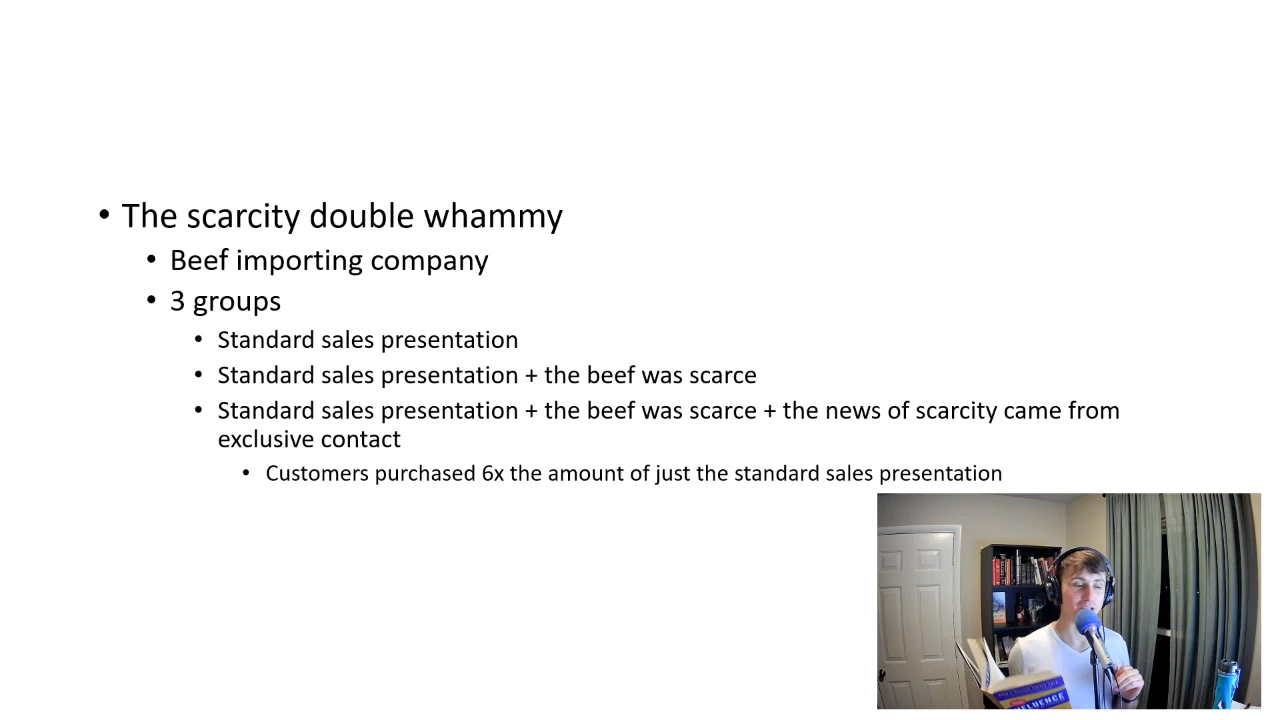 • The scarcity double whammy
• Beef importing company
• 3 groups
• Standard sales presentation
• Standard sales presentation + the beef was scarce
• Standard sales presentation + the beef was scarce + the news of scarcity came from
exclusive contact
• Customers purchased 6x the amount of just the standard sales presentation
INFLUENCE